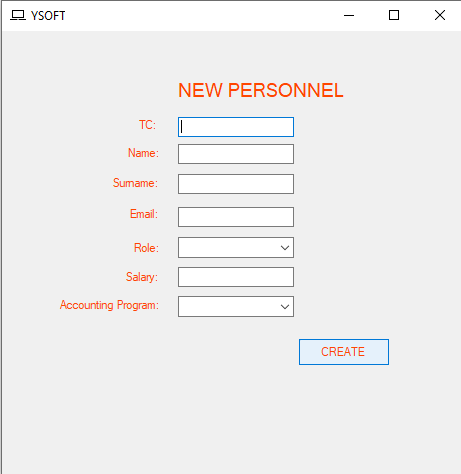 YSOFT
NEW PERSONNEL
TC:
Name:
Surname:
Email:
Role:
Salary:
Accounting Program:
CREATE